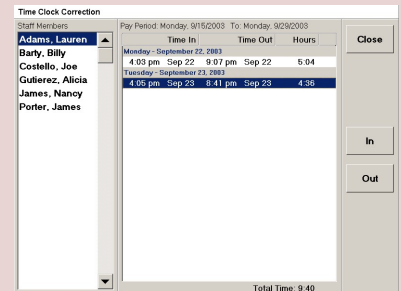 Time Clock Correction
Staff Members
Pay Period: Monday, 9/15/2003 To: Monday, 9/29/2003
Adams, Lauren
Barty, Billy
Costello, Joe
Gutierez, Alicia
James, Nancy
Porter, James
Time In Time Out Hours
Monday - September 22, 2003
4:03 pm Sep 22 9:07 pm Sep 22 5:04
Tuesday - September 23, 2003
4:05 pm Sep 23 8:41 pm Sep 23 4:36
Total Time: 9:40
Close
In
Out